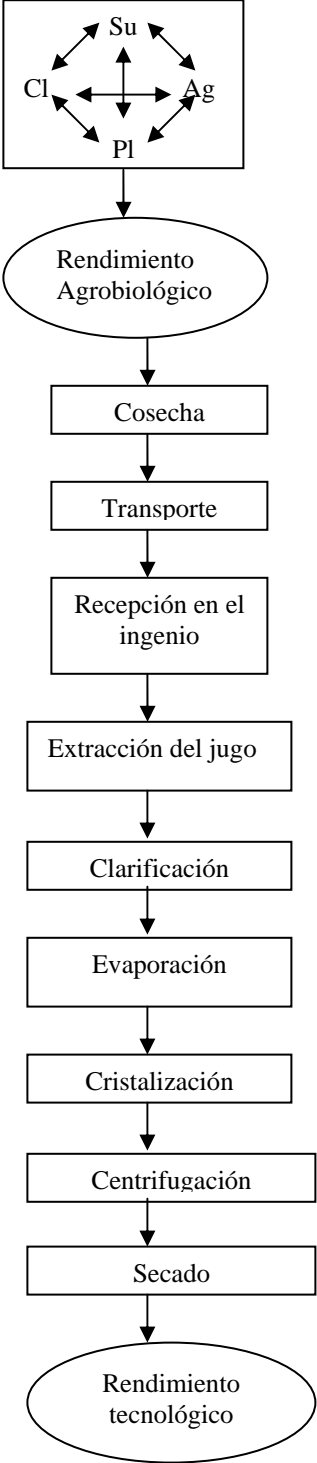 Su
Cl Ag
Pl
Rendimiento
Agrobiológico
Cosecha
Transporte
Recepción en el
ingenio
Extracción del jugo
Clarificación
Evaporación
Cristalización
Centrifugación
Secado
Rendimiento
tecnológico